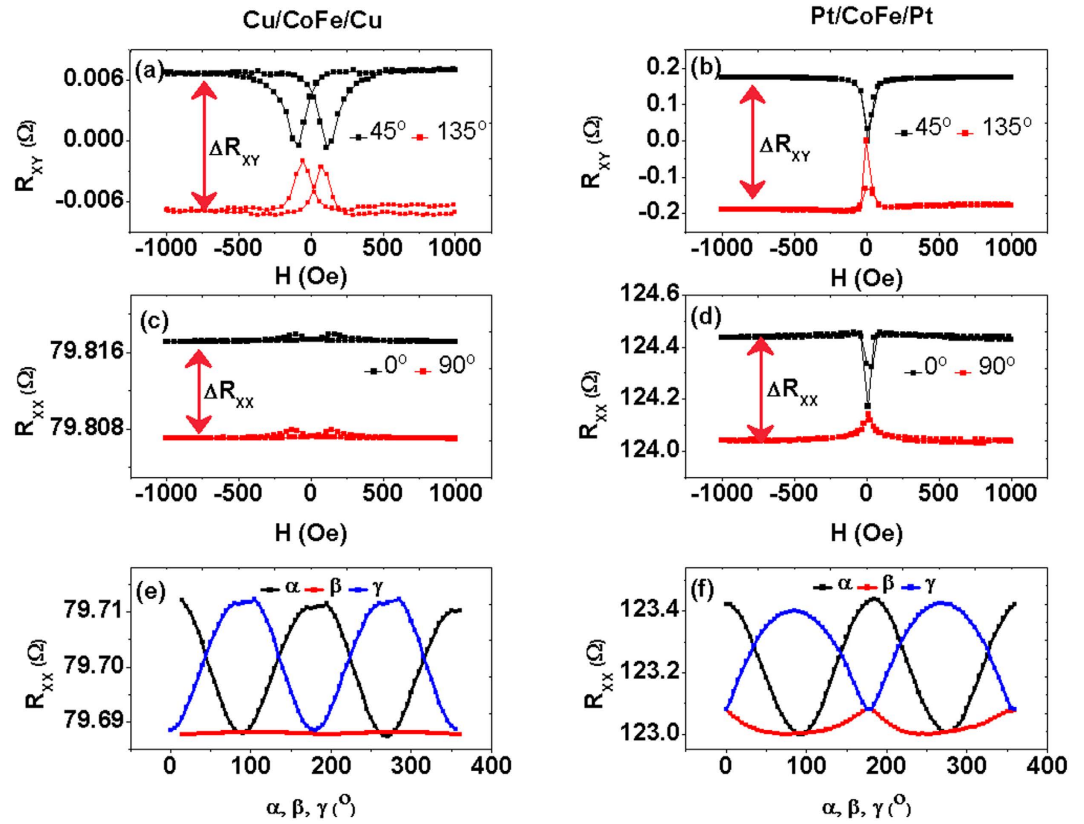 Cu/CoFe/Cu
Pt/CoFe/Pt
(a)
0.006
0.000
-0.006
R_XY (Ω)
ΔR_XY
45° 135°
-1000 -500 0 500 1000
H (Oe)
(b)
0.2
0.1
0.0
-0.1
-0.2
R_XY (Ω)
ΔR_XY
45° 135°
-1000 -500 0 500 1000
H (Oe)
(c)
79.816
79.808
R_XX (Ω)
ΔR_XX
0° 90°
-1000 -500 0 500 1000
H (Oe)
(d)
124.6
124.4
124.2
124.0
R_XX (Ω)
ΔR_XX
0° 90°
-1000 -500 0 500 1000
H (Oe)
(e)
α β γ
79.71
79.70
79.69
R_XX (Ω)
0 100 200 300 400
α, β, γ (°)
(f)
α β γ
123.4
123.2
123.0
R_XX (Ω)
0 100 200 300 400
α, β, γ (°)